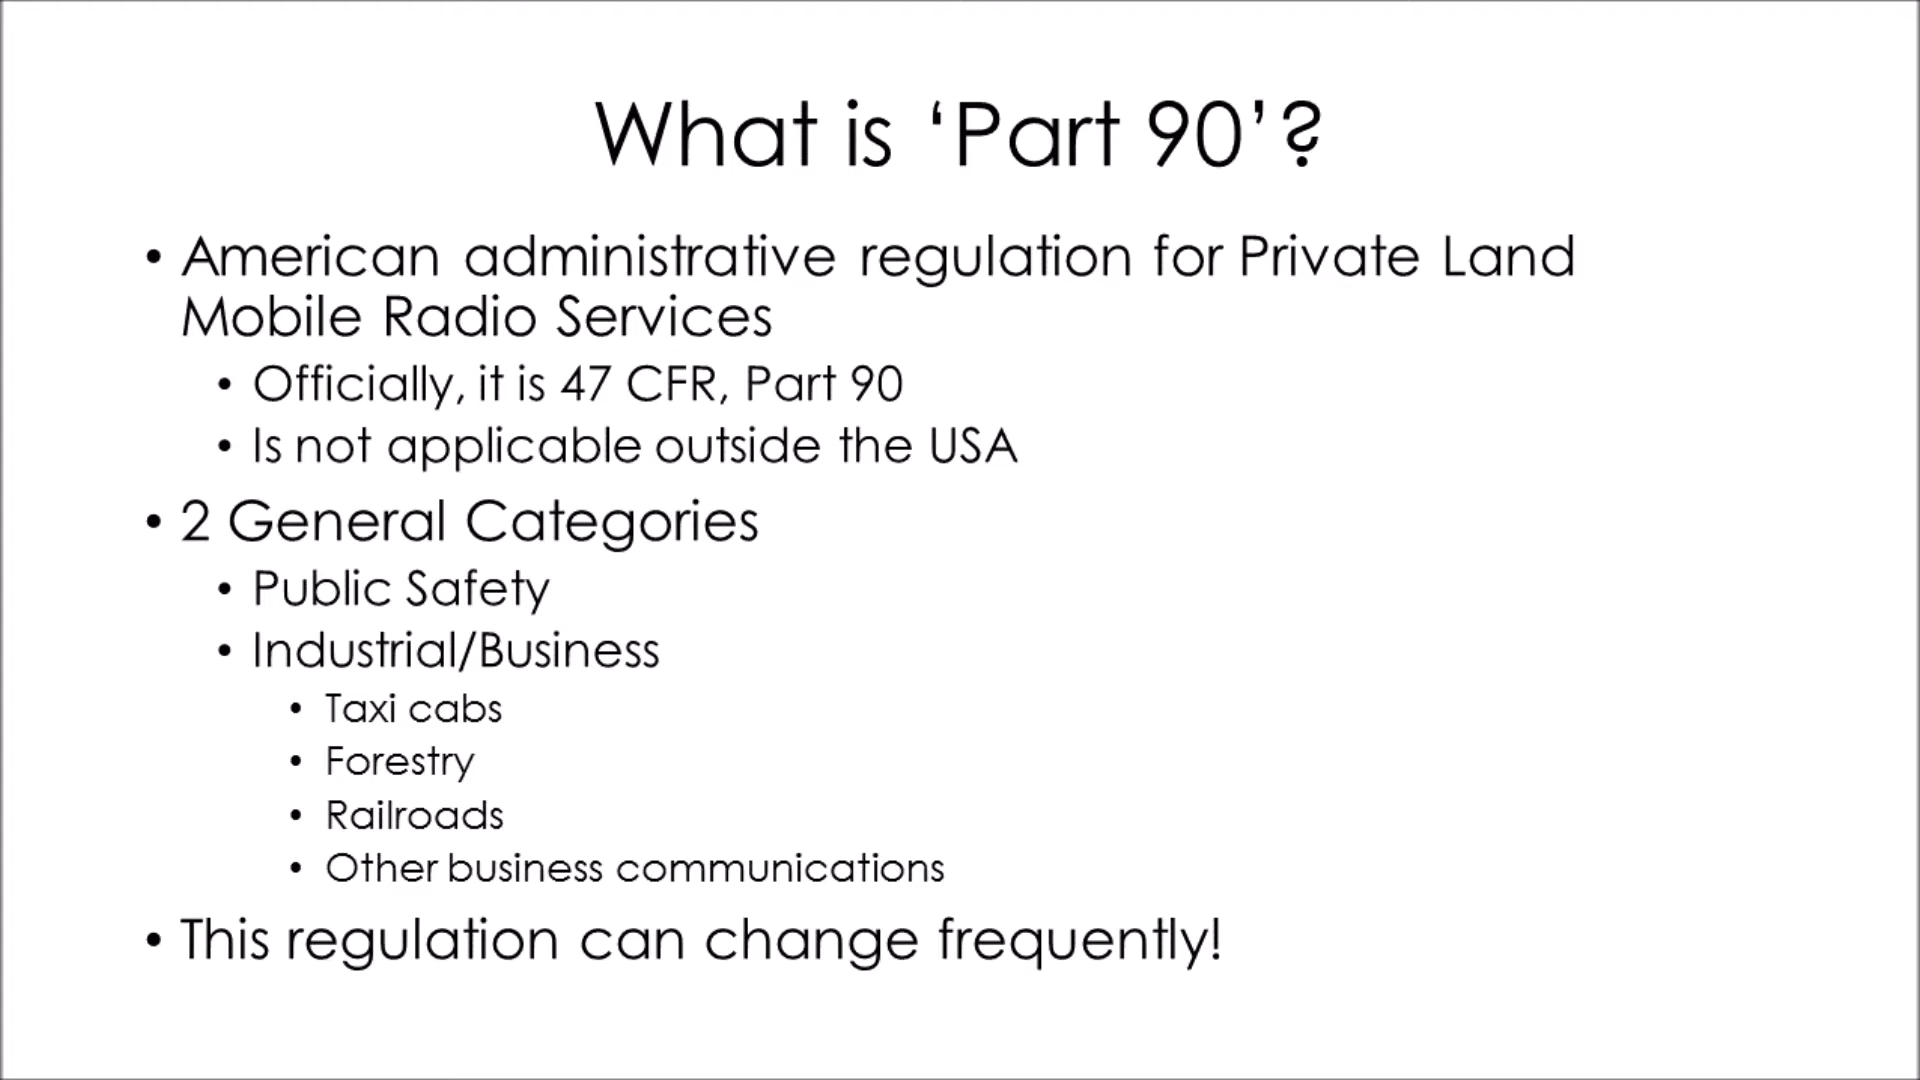 What is ‘Part 90’?
• American administrative regulation for Private Land
Mobile Radio Services
• Officially, it is 47 CFR, Part 90
• Is not applicable outside the USA
• 2 General Categories
• Public Safety
• Industrial/Business
• Taxi cabs
• Forestry
• Railroads
• Other business communications
• This regulation can change frequently!